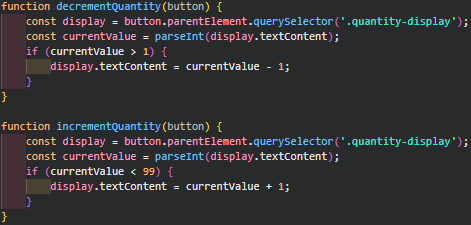 function decrementQuantity(button) {
    const display = button.parentElement.querySelector('.quantity-display');
    const currentValue = parseInt(display.textContent);
    if (currentValue > 1) {
        display.textContent = currentValue - 1;
    }
}

function incrementQuantity(button) {
    const display = button.parentElement.querySelector('.quantity-display');
    const currentValue = parseInt(display.textContent);
    if (currentValue < 99) {
        display.textContent = currentValue + 1;
    }
}